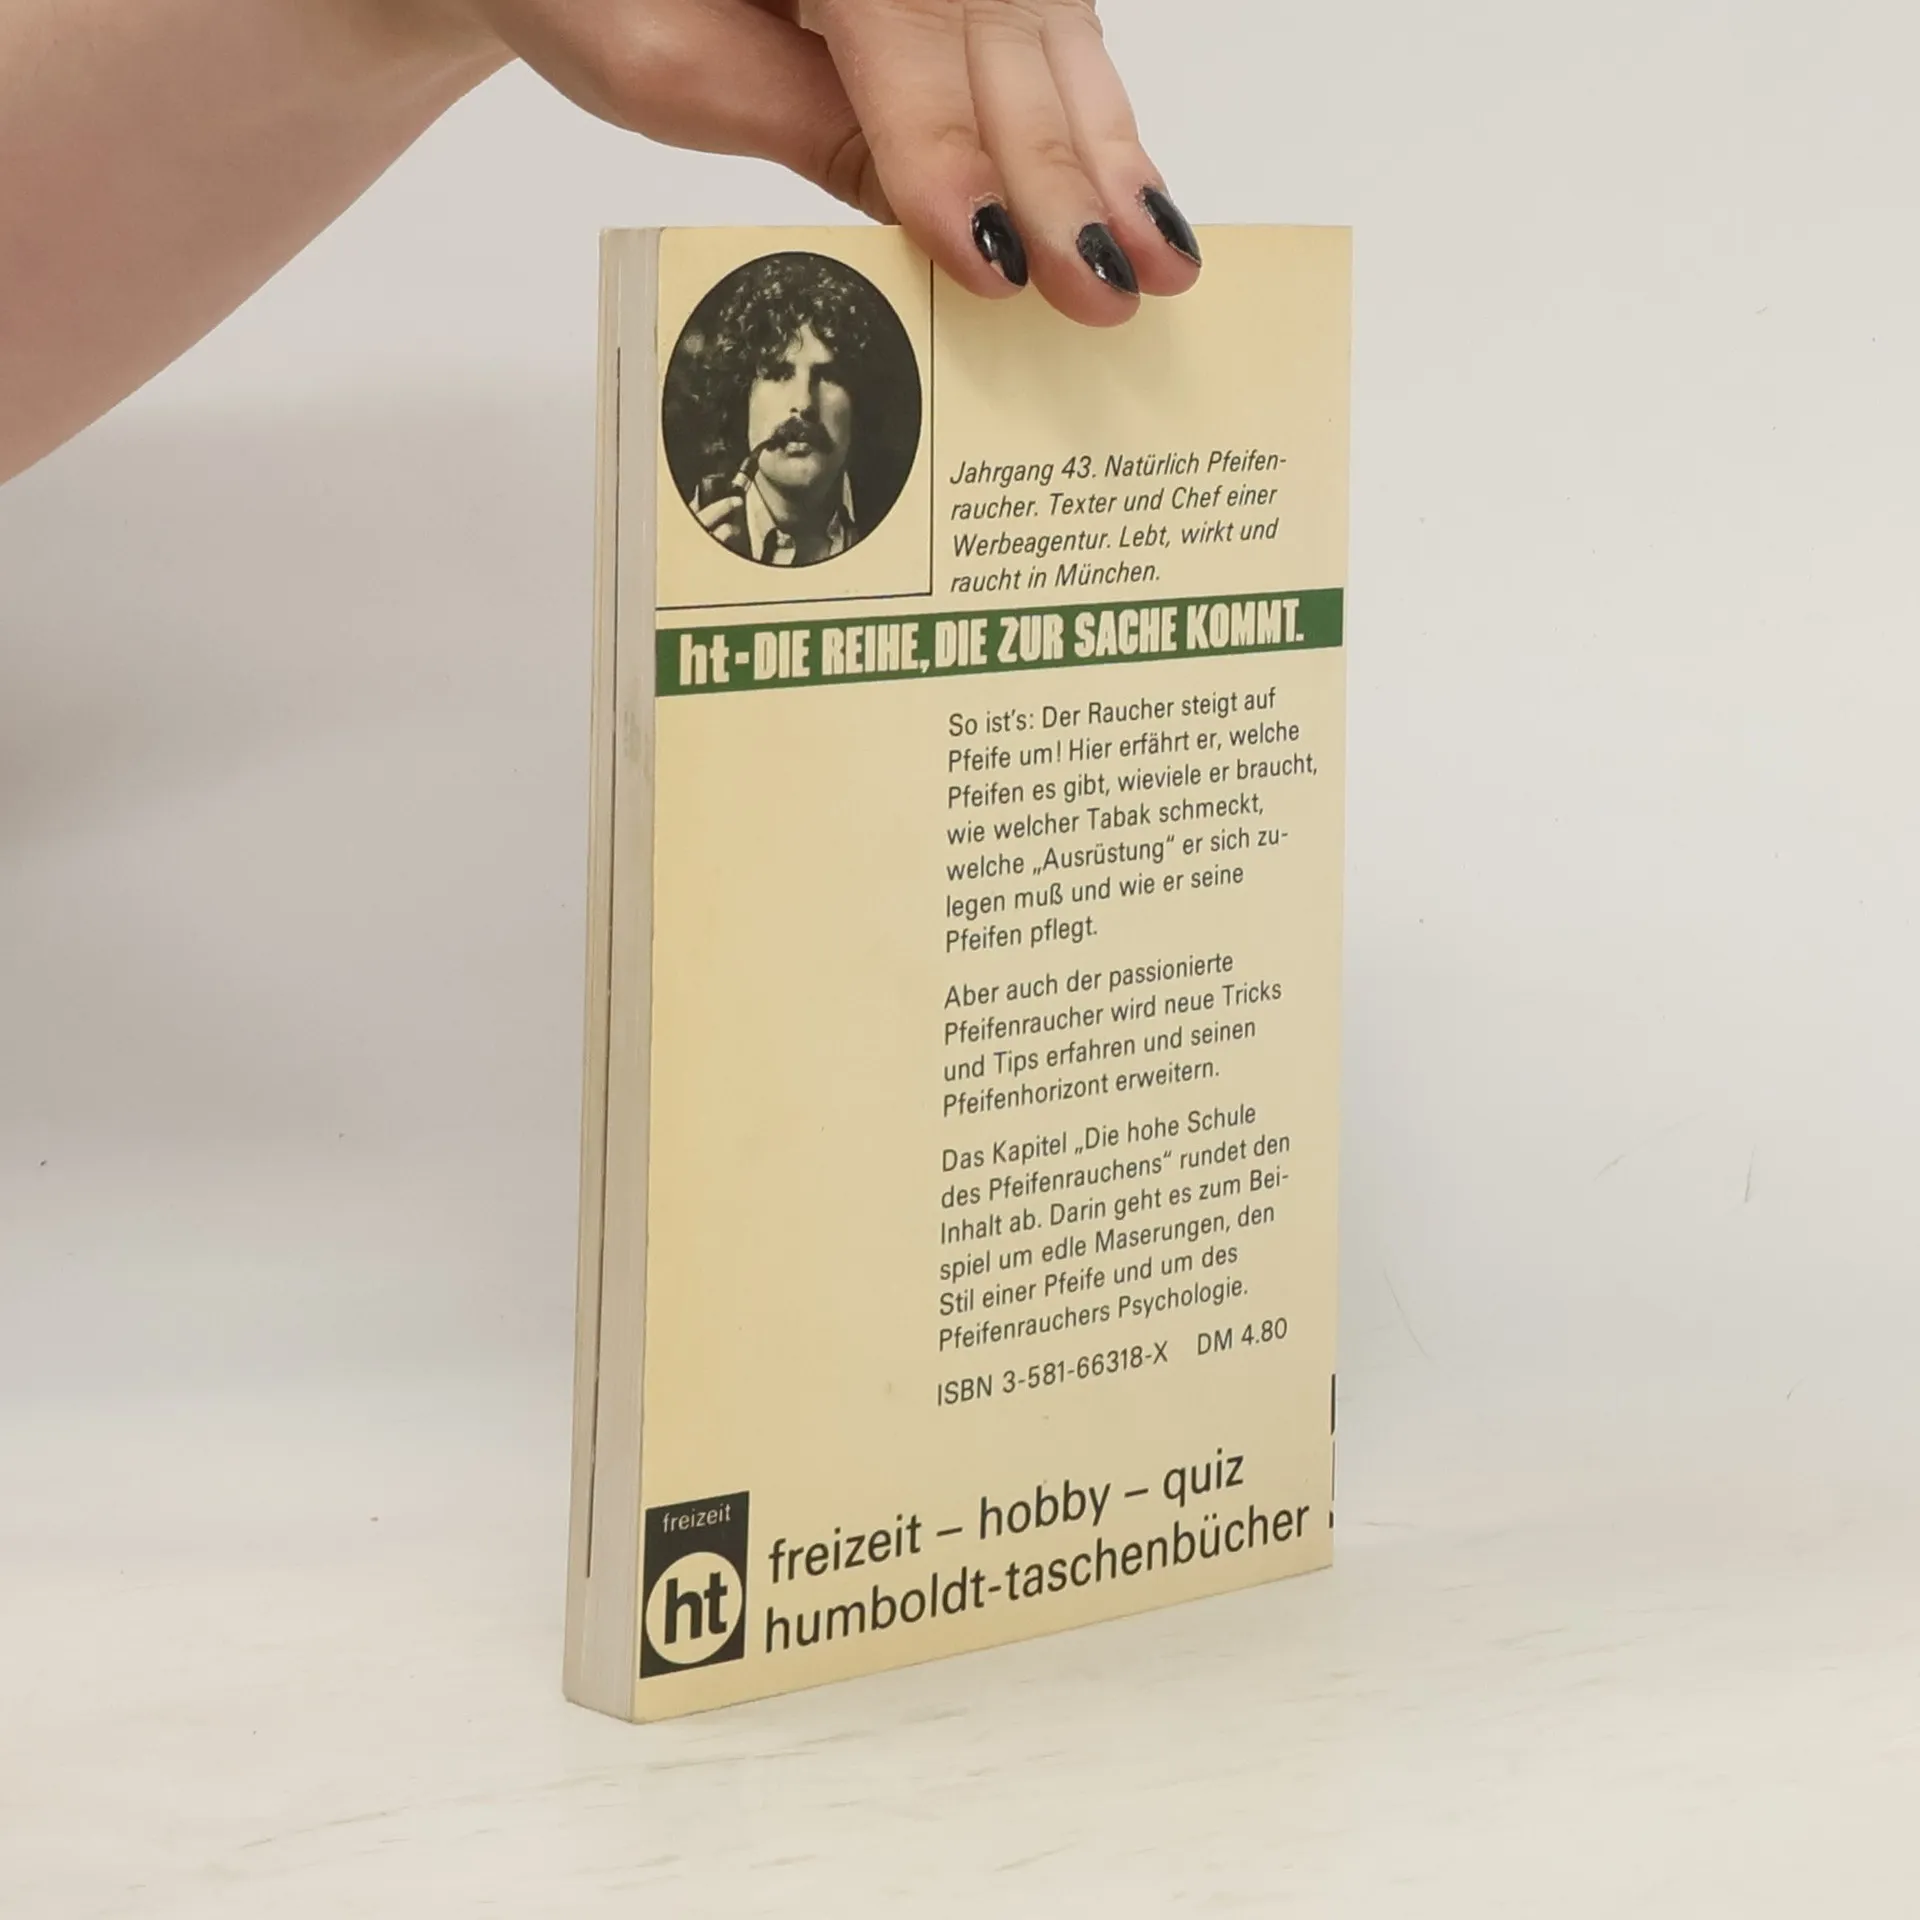 Jahrgang 43. Natürlich Pfeifen-
raucher. Texter und Chef einer
Werbeagentur. Lebt, wirkt und
raucht in München.
ht-DIE REIHE, DIE ZUR SACHE KOMMT.
So ist's: Der Raucher steigt auf
Pfeife um! Hier erfährt er, welche
Pfeifen es gibt, wieviele er braucht,
wie welcher Tabak schmeckt,
welche „Ausrüstung“ er sich zu-
legen muß und wie er seine
Pfeifen pflegt.
Aber auch der passionierte
Pfeifenraucher wird neue Tricks
und Tips erfahren und seinen
Pfeifenhorizont erweitern.
Das Kapitel „Die hohe Schule
des Pfeifenrauchens“ rundet den
Inhalt ab. Darin geht es zum Bei-
spiel um edle Maserungen, den
Stil einer Pfeife und um des
Pfeifenrauchers Psychologie.
ISBN 3-581-66318-X DM 4.80
freizeit
ht
freizeit – hobby – quiz
humboldt-taschenbücher